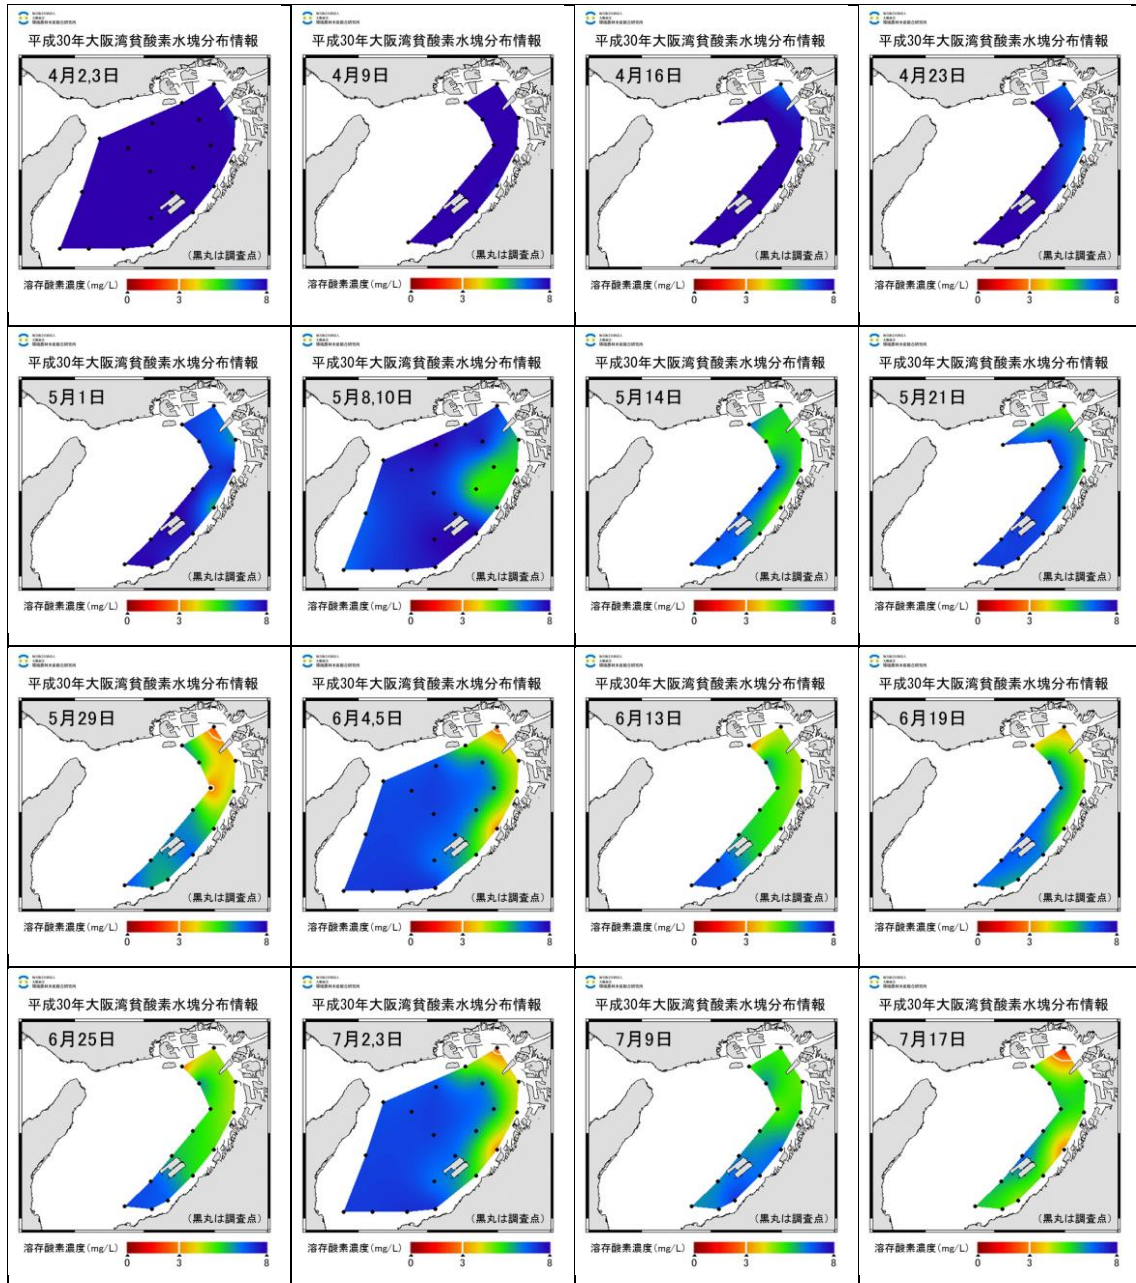 平成30年大阪湾貧酸素水塊分布情報
4月2,3日
(黒丸は調査点)
溶存酸素濃度(mg/L)
0 3 8
平成30年大阪湾貧酸素水塊分布情報
4月9日
(黒丸は調査点)
溶存酸素濃度(mg/L)
0 3 8
平成30年大阪湾貧酸素水塊分布情報
4月16日
(黒丸は調査点)
溶存酸素濃度(mg/L)
0 3 8
平成30年大阪湾貧酸素水塊分布情報
4月23日
(黒丸は調査点)
溶存酸素濃度(mg/L)
0 3 8
平成30年大阪湾貧酸素水塊分布情報
5月1日
(黒丸は調査点)
溶存酸素濃度(mg/L)
0 3 8
平成30年大阪湾貧酸素水塊分布情報
5月8,10日
(黒丸は調査点)
溶存酸素濃度(mg/L)
0 3 8
平成30年大阪湾貧酸素水塊分布情報
5月14日
(黒丸は調査点)
溶存酸素濃度(mg/L)
0 3 8
平成30年大阪湾貧酸素水塊分布情報
5月21日
(黒丸は調査点)
溶存酸素濃度(mg/L)
0 3 8
平成30年大阪湾貧酸素水塊分布情報
5月29日
(黒丸は調査点)
溶存酸素濃度(mg/L)
0 3 8
平成30年大阪湾貧酸素水塊分布情報
6月4,5日
(黒丸は調査点)
溶存酸素濃度(mg/L)
0 3 8
平成30年大阪湾貧酸素水塊分布情報
6月13日
(黒丸は調査点)
溶存酸素濃度(mg/L)
0 3 8
平成30年大阪湾貧酸素水塊分布情報
6月19日
(黒丸は調査点)
溶存酸素濃度(mg/L)
0 3 8
平成30年大阪湾貧酸素水塊分布情報
6月25日
(黒丸は調査点)
溶存酸素濃度(mg/L)
0 3 8
平成30年大阪湾貧酸素水塊分布情報
7月2,3日
(黒丸は調査点)
溶存酸素濃度(mg/L)
0 3 8
平成30年大阪湾貧酸素水塊分布情報
7月9日
(黒丸は調査点)
溶存酸素濃度(mg/L)
0 3 8
平成30年大阪湾貧酸素水塊分布情報
7月17日
(黒丸は調査点)
溶存酸素濃度(mg/L)
0 3 8